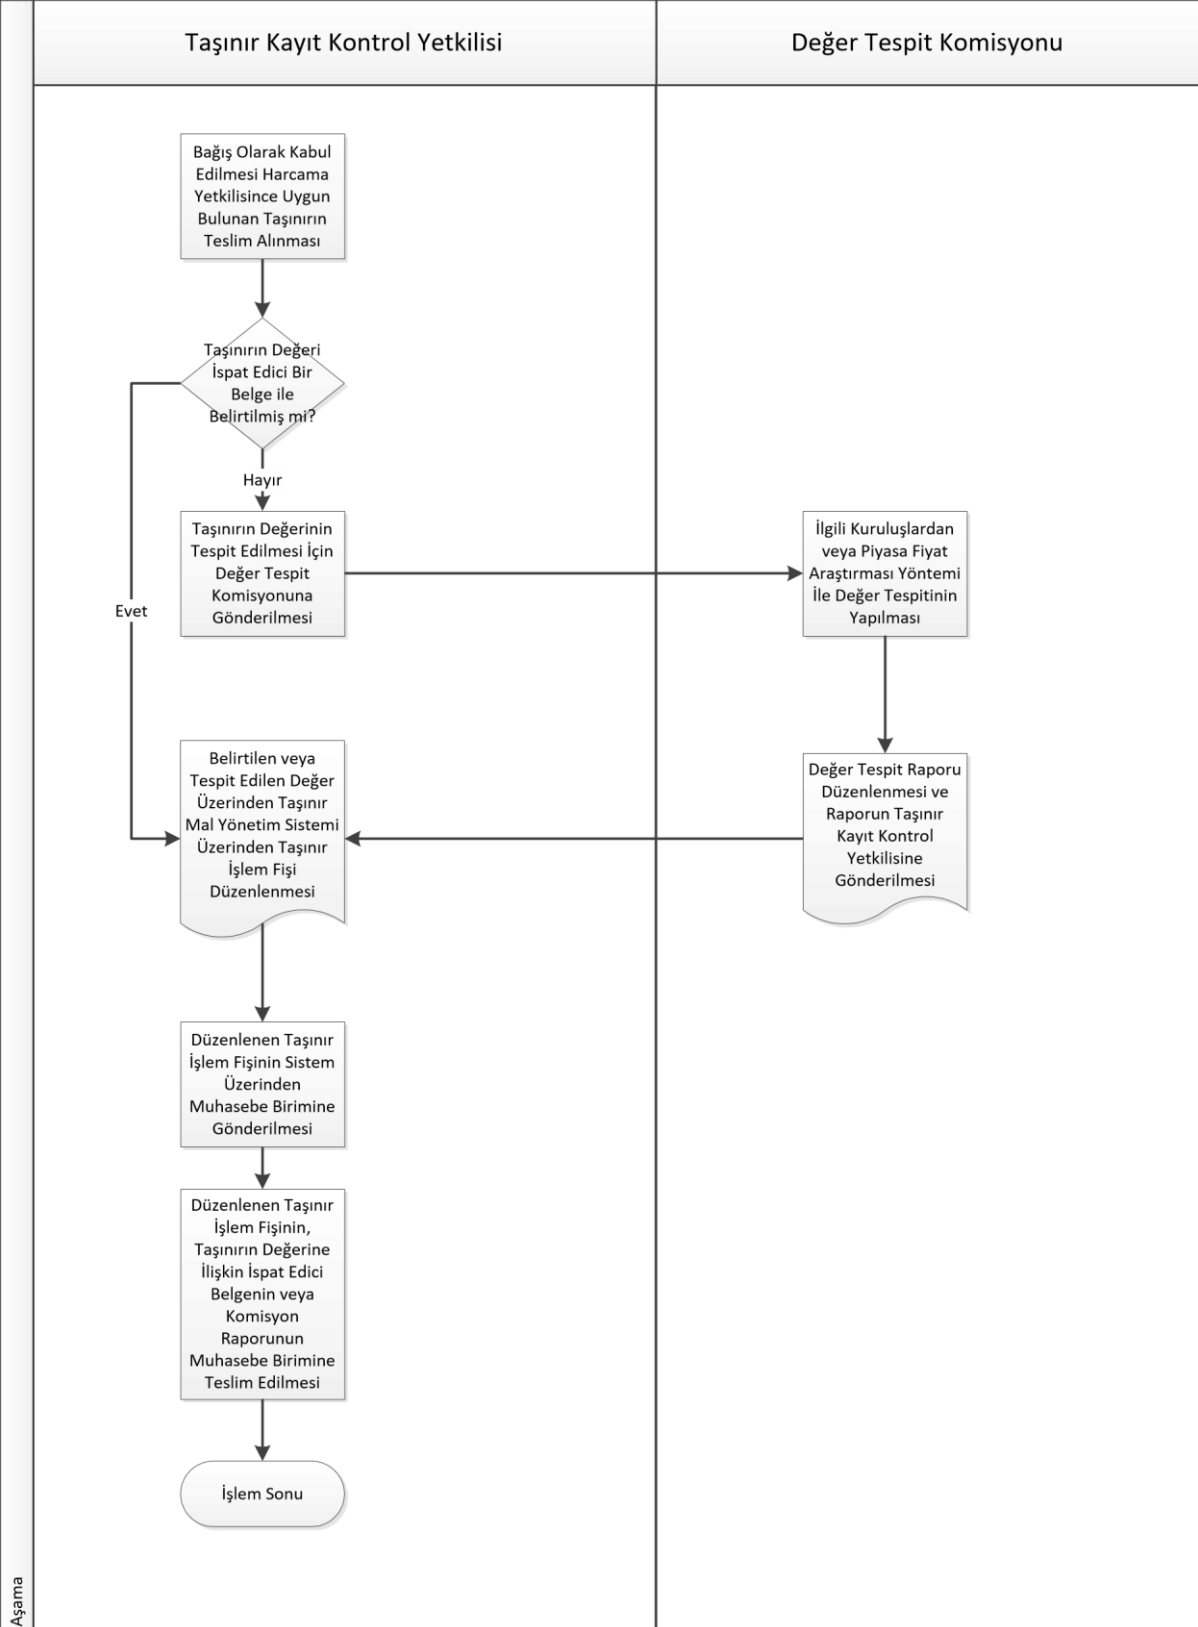 Taşınır Kayıt Kontrol Yetkilisi
Değer Tespit Komisyonu
Bağış Olarak Kabul
Edilmesi Harcama
Yetkilisince Uygun
Bulunan Taşınırın
Teslim Alınması
Taşınırın Değeri
İspat Edici Bir
Belge ile
Belirtilmiş mi?
Hayır
Evet
Taşınırın Değerinin
Tespit Edilmesi İçin
Değer Tespit
Komisyonuna
Gönderilmesi
İlgili Kuruluşlardan
veya Piyasa Fiyat
Araştırması Yöntemi
İle Değer Tespitinin
Yapılması
Değer Tespit Raporu
Düzenlenmesi ve
Raporun Taşınır
Kayıt Kontrol
Yetkilisine
Gönderilmesi
Belirtilen veya
Tespit Edilen Değer
Üzerinden Taşınır
Mal Yönetim Sistemi
Üzerinden Taşınır
İşlem Fişi
Düzenlenmesi
Düzenlenen Taşınır
İşlem Fişinin Sistem
Üzerinden
Muhasebe Birimine
Gönderilmesi
Düzenlenen Taşınır
İşlem Fişinin,
Taşınırın Değerine
İlişkin İspat Edici
Belgenin veya
Komisyon
Raporunun
Muhasebe Birimine
Teslim Edilmesi
İşlem Sonu
Aşama